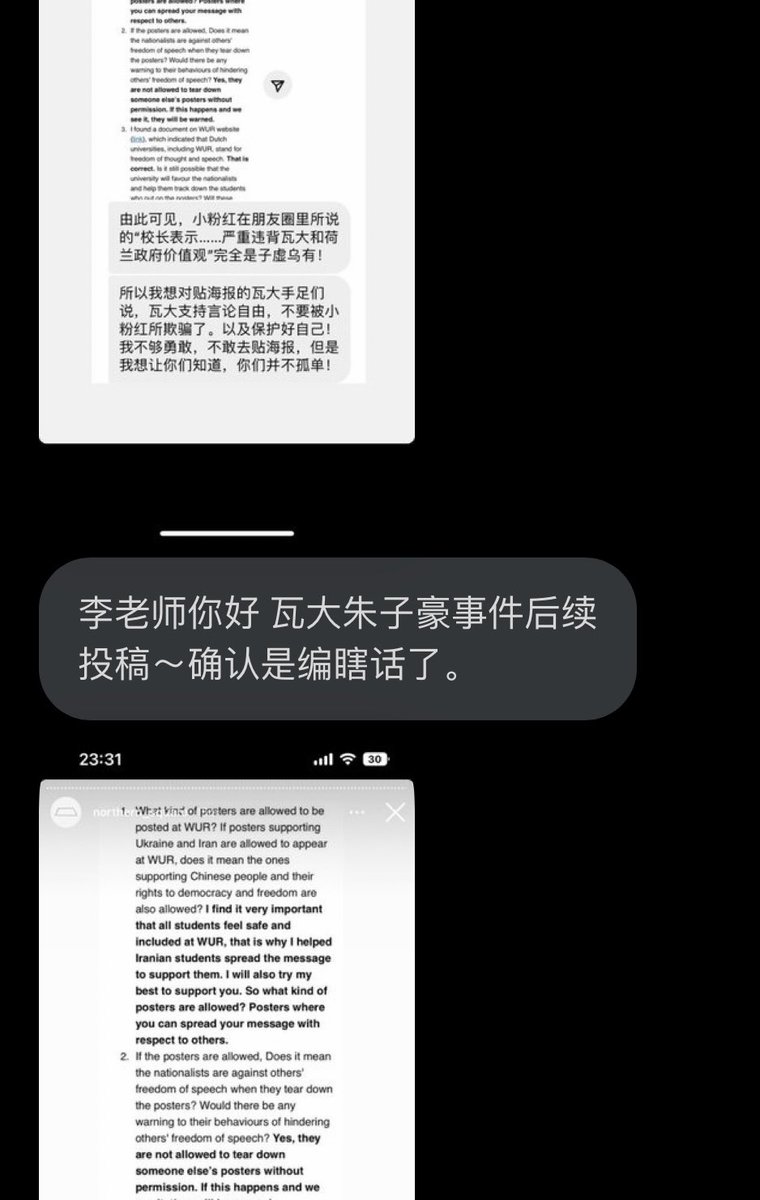 posters are allowed? Posters where
you can spread your message with
respect to others.
2. If the posters are allowed, Does it mean
the nationalists are against others'
freedom of speech when they tear down
the posters? Would there be any
warning to their behaviours of hindering
others' freedom of speech? Yes, they
are not allowed to tear down
someone else's posters without
permission. If this happens and we
see it, they will be warned.
3. I found a document on WUR website
(link), which indicated that Dutch
universities, including WUR, stand for
freedom of thought and speech. That is
correct. Is it still possible that the
university will favour the nationalists
and help them track down the students
who put on the posters? Will these
由此可见，小粉红在朋友圈里所说
的“校长表示......严重违背瓦大和荷
兰政府价值观”完全是子虚乌有！
所以我想对贴海报的瓦大手足们
说，瓦大支持言论自由，不要被小
粉红所欺骗了。以及保护好自己！
我不够勇敢，不敢去贴海报，但是
我想让你们知道，你们并不孤单！
李老师你好 瓦大朱子豪事件后续
投稿～确认是编瞎话了。
23:31
30
1. What kind of posters are allowed to be
posted at WUR? If posters supporting
Ukraine and Iran are allowed to appear
at WUR, does it mean the ones
supporting Chinese people and their
rights to democracy and freedom are
also allowed? I find it very important
that all students feel safe and
included at WUR, that is why I helped
Iranian students spread the message
to support them. I will also try my
best to support you. So what kind of
posters are allowed? Posters where
you can spread your message with
respect to others.
2. If the posters are allowed, Does it mean
the nationalists are against others'
freedom of speech when they tear down
the posters? Would there be any
warning to their behaviours of hindering
others' freedom of speech? Yes, they
are not allowed to tear down
someone else's posters without
permission. If this happens and we